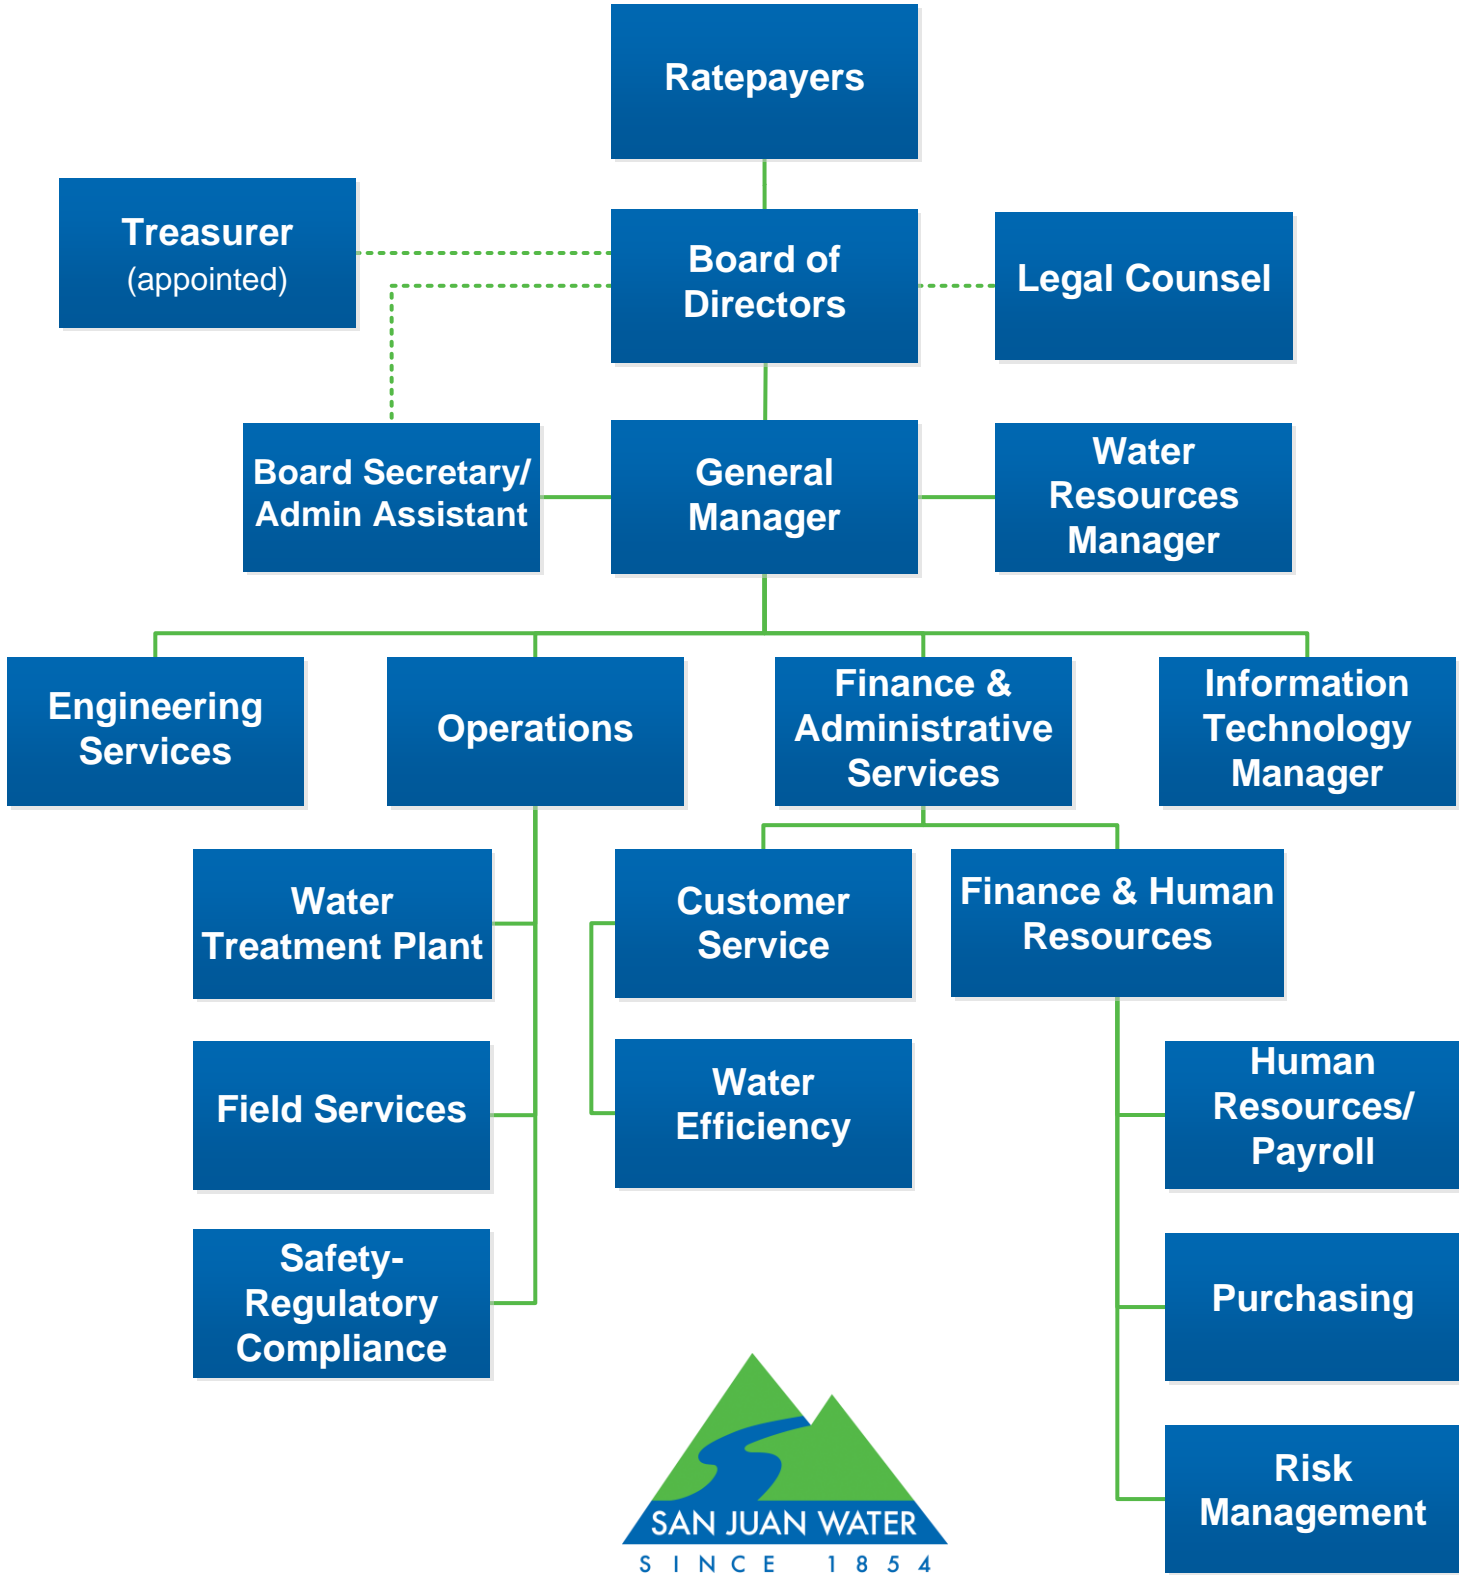 Ratepayers
Treasurer
(appointed)
Board of
Directors
Legal Counsel
Board Secretary/
Admin Assistant
General
Manager
Water
Resources
Manager
Engineering
Services
Operations
Finance &
Administrative
Services
Information
Technology
Manager
Water
Treatment Plant
Customer
Service
Finance & Human
Resources
Field Services
Water
Efficiency
Human
Resources/
Payroll
Safety-
Regulatory
Compliance
Purchasing
Risk
Management
SAN JUAN WATER
SINCE 1854